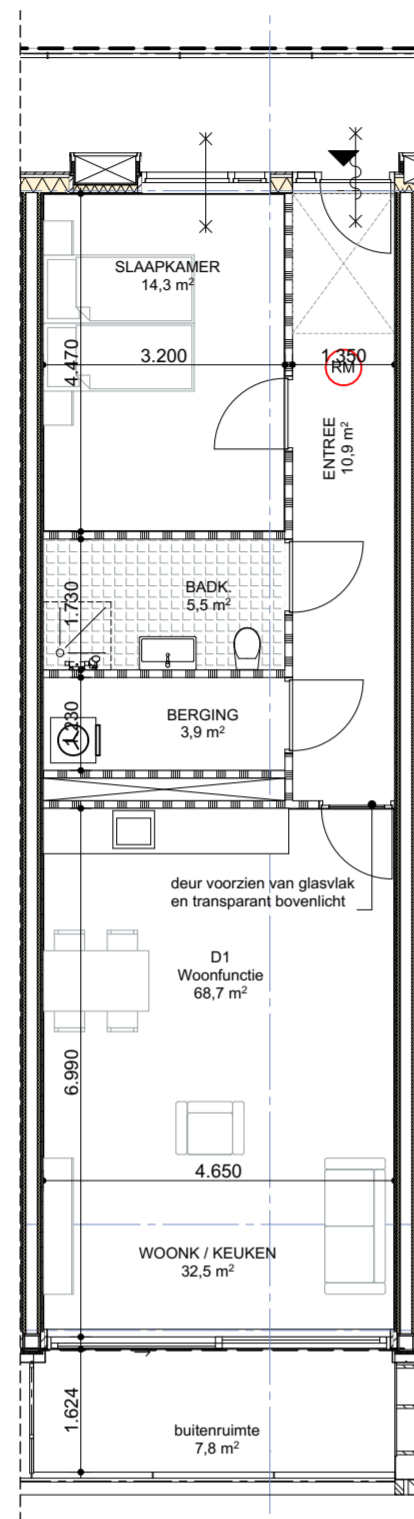 SLAAPKAMER
14,3 m²
4.470
3.200
1.350
RM
ENTREE
10,9 m²
BADK.
5,5 m²
1.730
BERGING
3,9 m²
1.230
deur voorzien van glasvlak
en transparant bovenlicht
D1
Woonfunctie
68,7 m²
6.990
4.650
WOONK / KEUKEN
32,5 m²
1.624
buitenruimte
7,8 m²